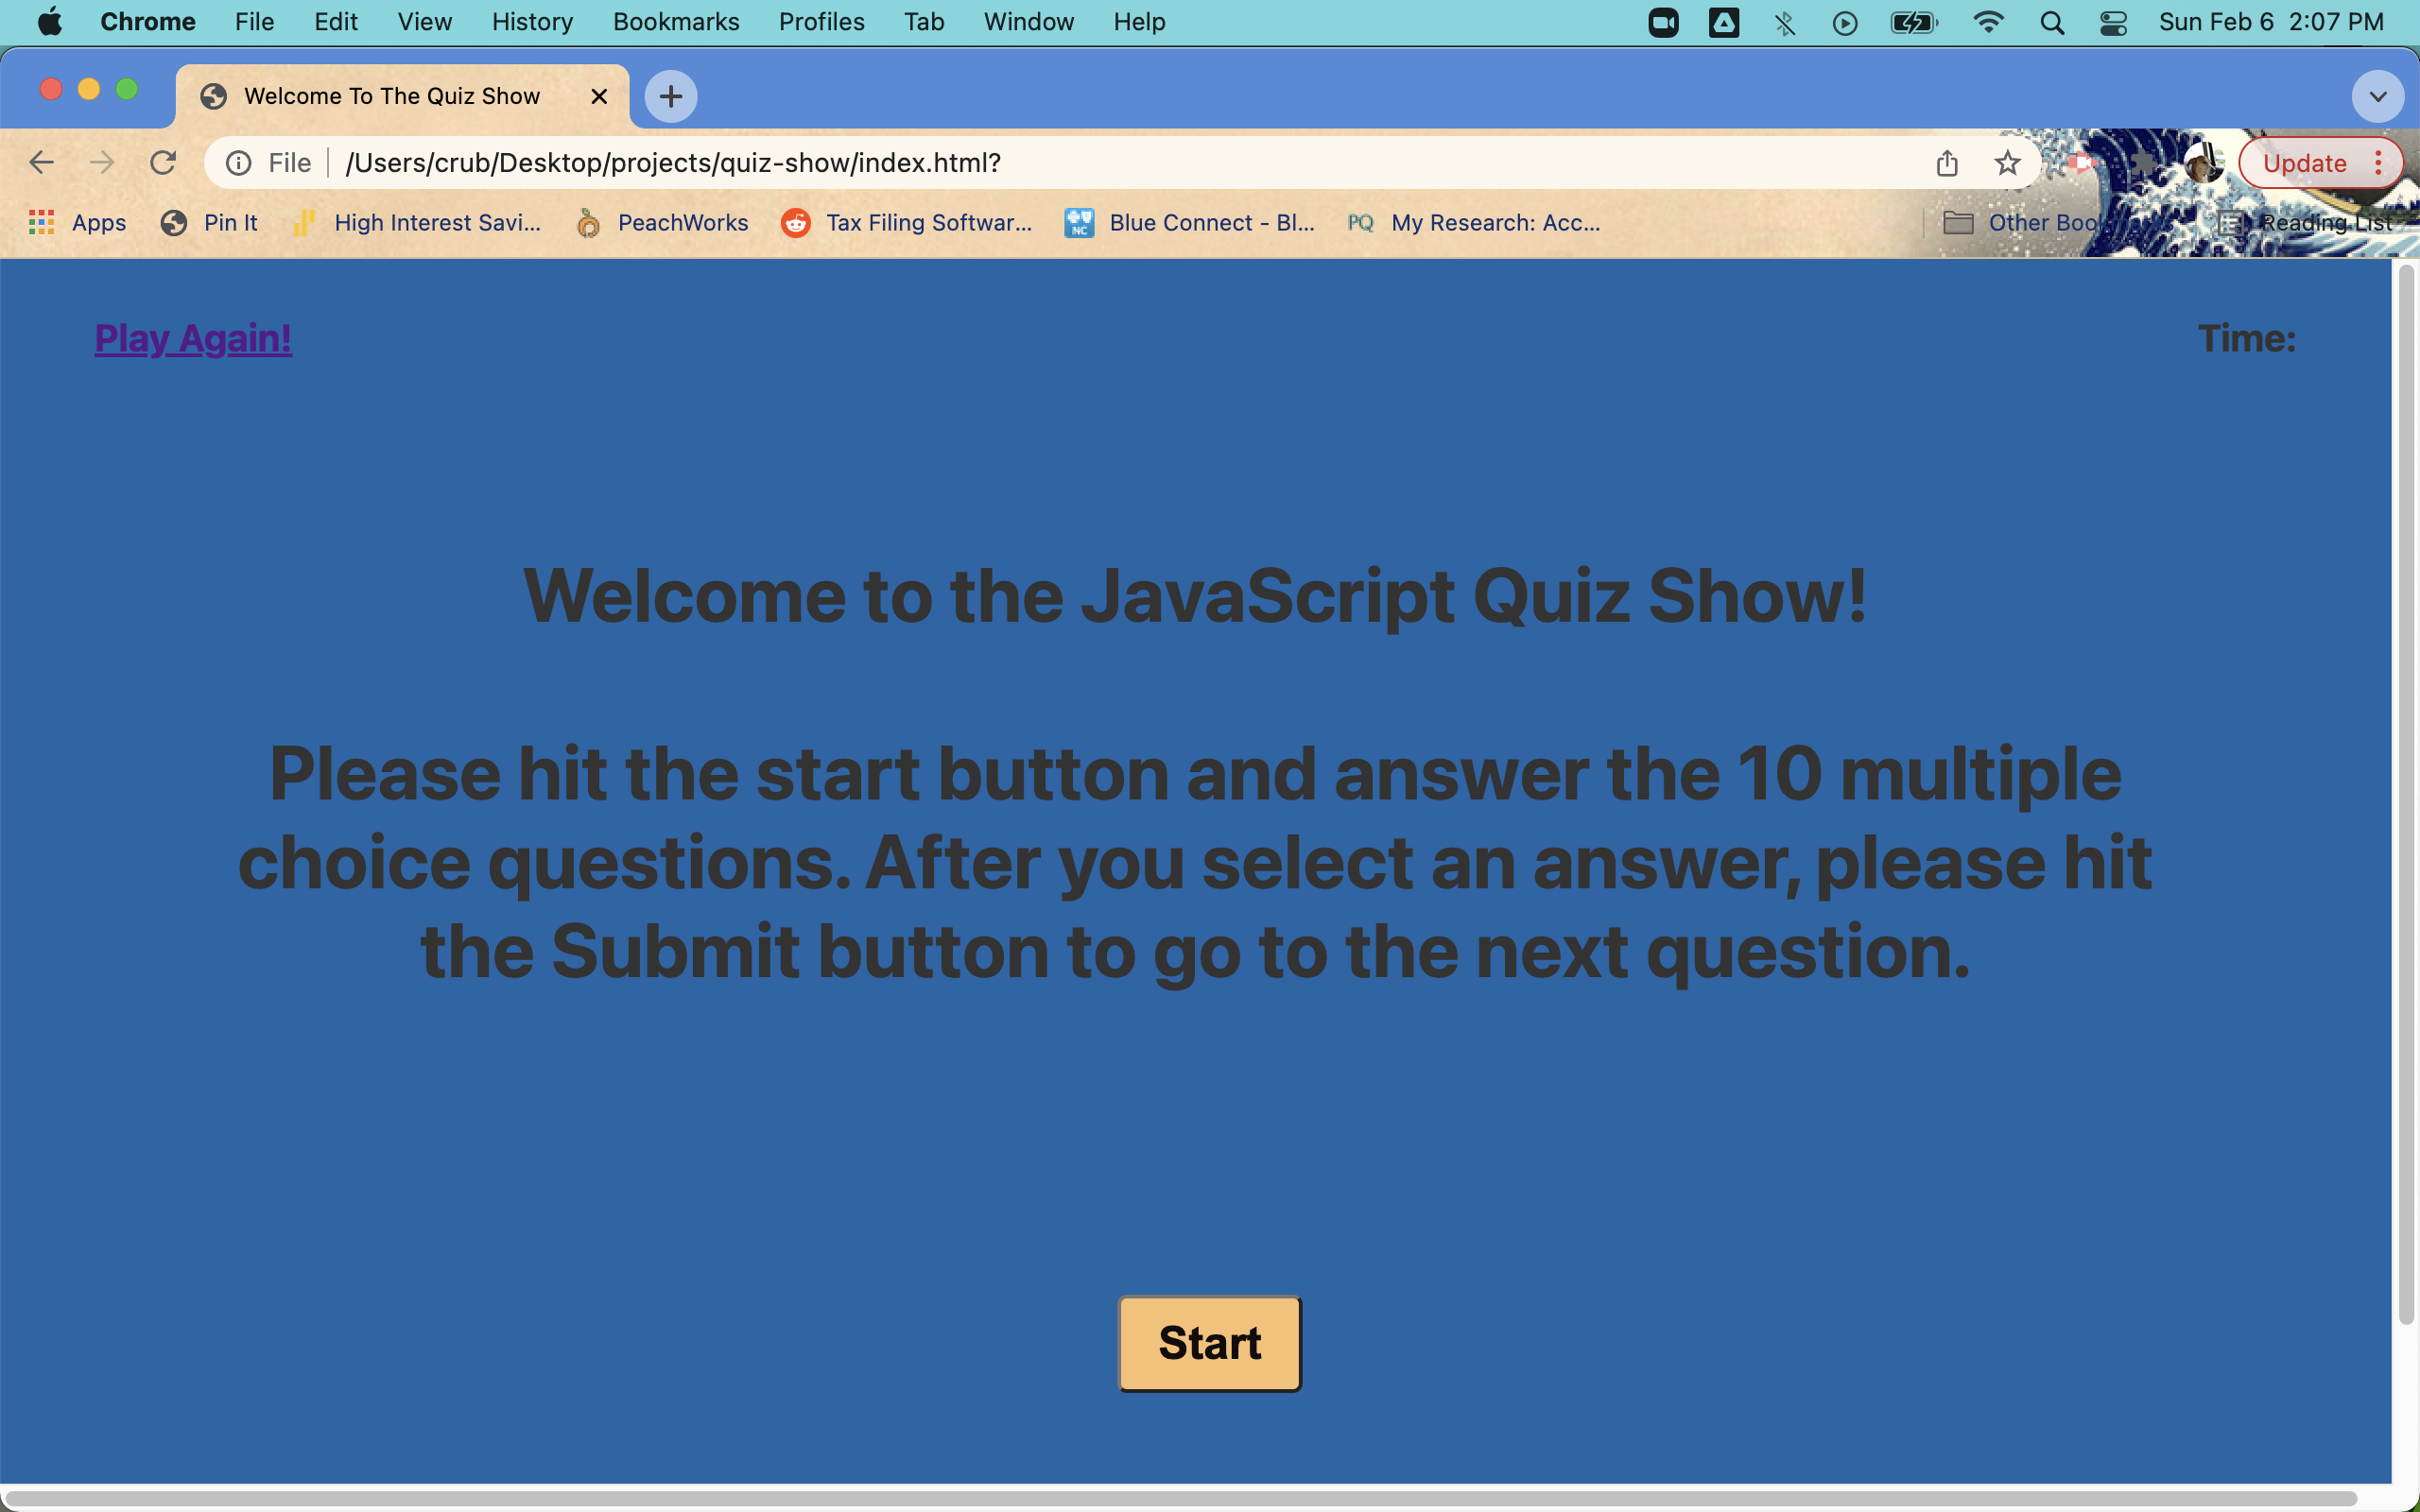 Chrome File Edit View History Bookmarks Profiles Tab Window Help Sun Feb 6 2:07 PM
Welcome To The Quiz Show
File /Users/crub/Desktop/projects/quiz-show/index.html? Update
Apps Pin It High Interest Savi... PeachWorks Tax Filing Softwar... NC Blue Connect - Bl... PQ My Research: Acc... Other Reading List
Play Again! Time:
Welcome to the JavaScript Quiz Show!
Please hit the start button and answer the 10 multiple
choice questions. After you select an answer, please hit
the Submit button to go to the next question.
Start